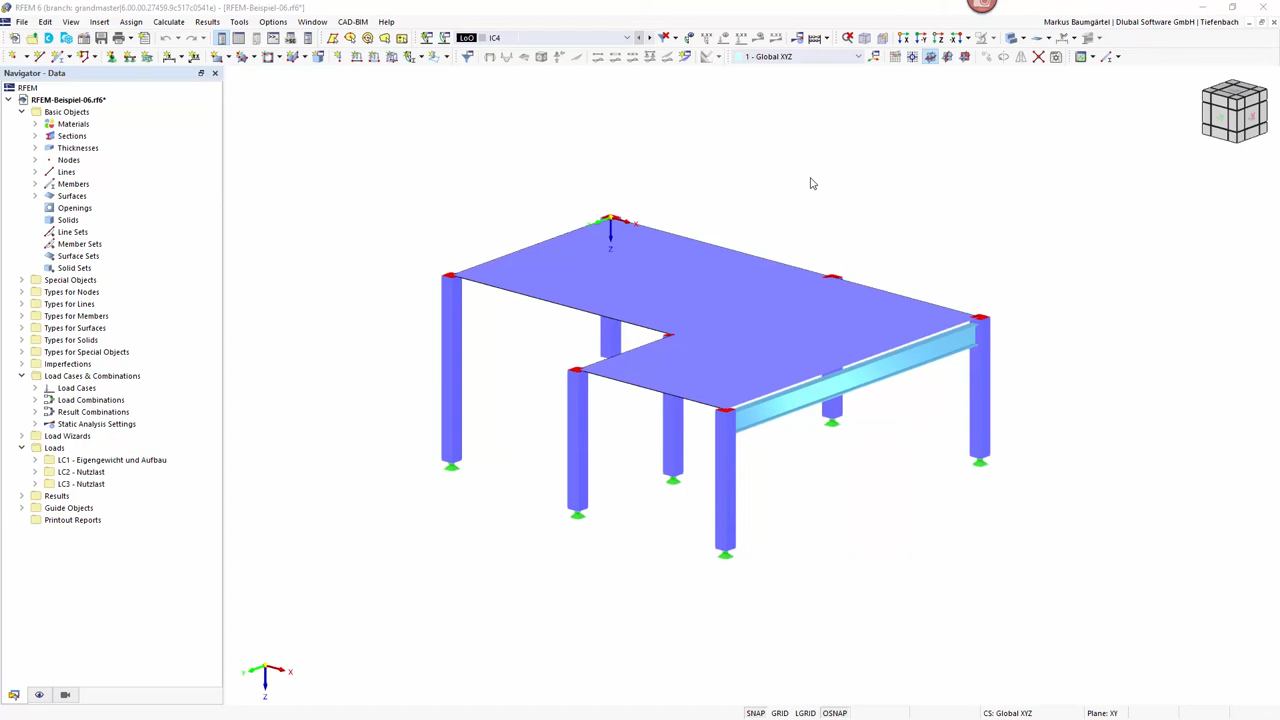 RFEM 6 (branch: grandmaster|6.00.00.27459.9c517c0541e) - [RFEM-Beispiel-06.rf6*]
File Edit View Insert Assign Calculate Results Tools Options Window CAD-BIM Help
Markus Baumgärtel | Dlubal Software GmbH | Tiefenbach
LoO
IC4
1 - Global XYZ
Navigator - Data
RFEM
RFEM-Beispiel-06.rf6*
Basic Objects
Materials
Sections
Thicknesses
Nodes
Lines
Members
Surfaces
Openings
Solids
Line Sets
Member Sets
Surface Sets
Solid Sets
Special Objects
Types for Nodes
Types for Lines
Types for Members
Types for Surfaces
Types for Solids
Types for Special Objects
Imperfections
Load Cases & Combinations
Load Cases
Load Combinations
Result Combinations
Static Analysis Settings
Load Wizards
Loads
LC1 - Eigengewicht und Aufbau
LC2 - Nutzlast
LC3 - Nutzlast
Results
Guide Objects
Printout Reports
X
Z
Y
X
Z
SNAP GRID LGRID OSNAP
CS: Global XYZ
Plane: XY